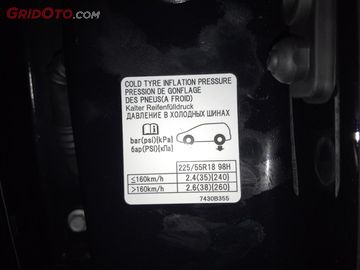 GRIDOTO.com
COLD TYRE INFLATION PRESSURE
PRESSION DE GONFLAGE
DES PNEUS(A FROID)
Kalter Reifenfülldruck
ДАВЛЕНИЕ В ХОЛОДНЫХ ШИНАХ
bar(psi){kPa}
бар(PSI){кПа}
225/55R18 98H
≤160km/h 2.4(35){240}
>160km/h 2.6(38){260}
7430B355